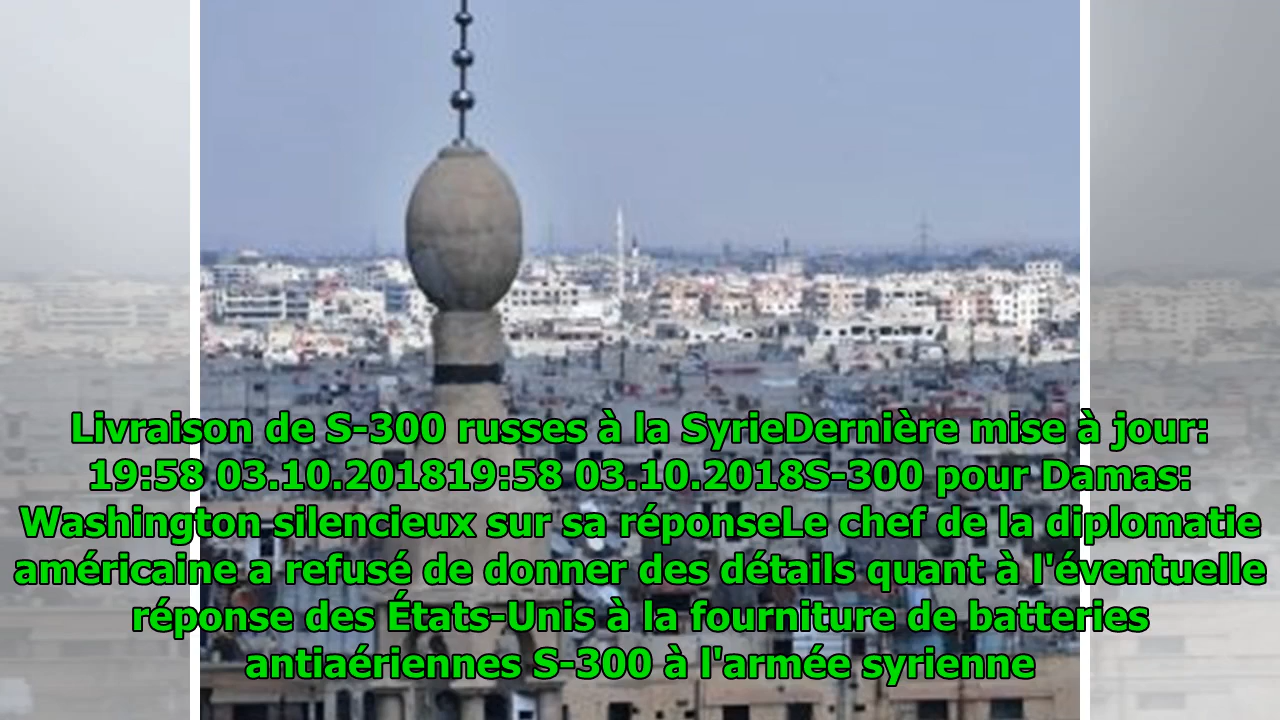 Livraison de S-300 russes à la SyrieDernière mise à jour:
19:58 03.10.201819:58 03.10.2018S-300 pour Damas:
Washington silencieux sur sa réponseLe chef de la diplomatie
américaine a refusé de donner des détails quant à l'éventuelle
réponse des États-Unis à la fourniture de batteries
antiaériennes S-300 à l'armée syrienne